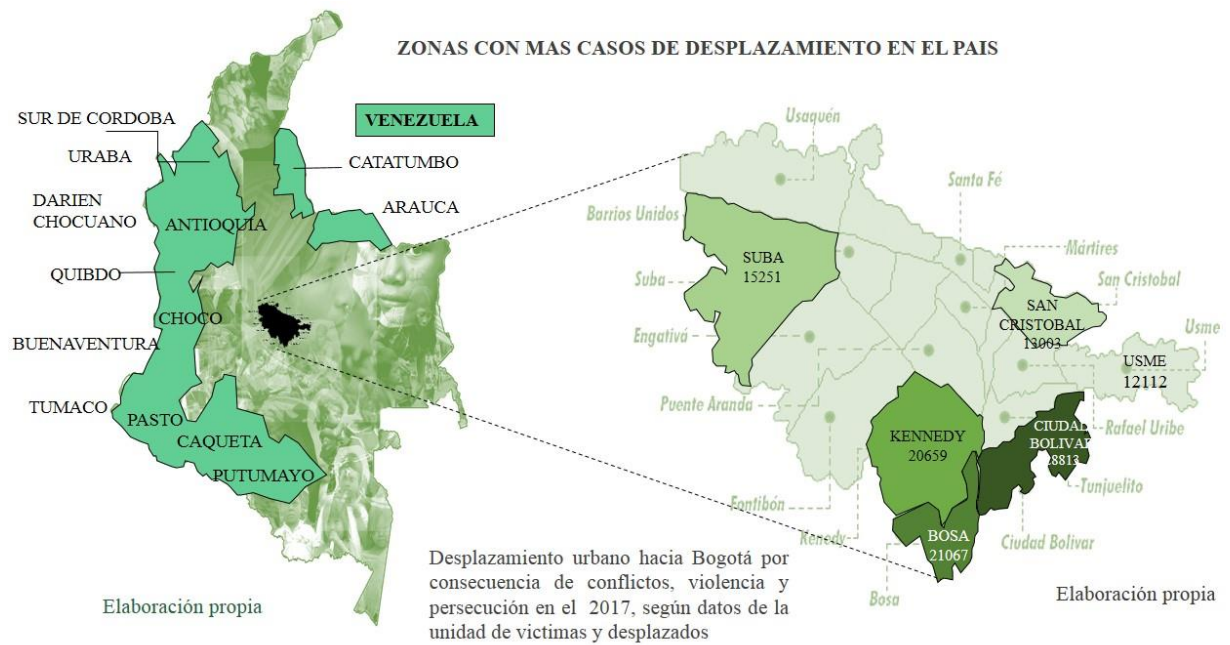 ZONAS CON MAS CASOS DE DESPLAZAMIENTO EN EL PAIS
SUR DE CORDOBA
URABA
DARIEN
CHOCUANO
QUIBDO
BUENAVENTURA
TUMACO
VENEZUELA
CATATUMBO
ARAUCA
ANTIOQUIA
CHOCO
PASTO
CAQUETA
PUTUMAYO
Elaboración propia
Usaquén
Santa Fé
Barrios Unidos
Mártires
San Cristobal
Suba
SUBA
15251
SAN
CRISTOBAL
13003
Usme
USME
12112
Engativá
Puente Aranda
Rafael Uribe
KENNEDY
20659
CIUDAD
BOLIVAR
8813
Tunjuelito
Fontibón
Kenedy
Ciudad Bolivar
BOSA
21067
Bosa
Desplazamiento urbano hacia Bogotá por
consecuencia de conflictos, violencia y
persecución en el 2017, según datos de la
unidad de victimas y desplazados
Elaboración propia